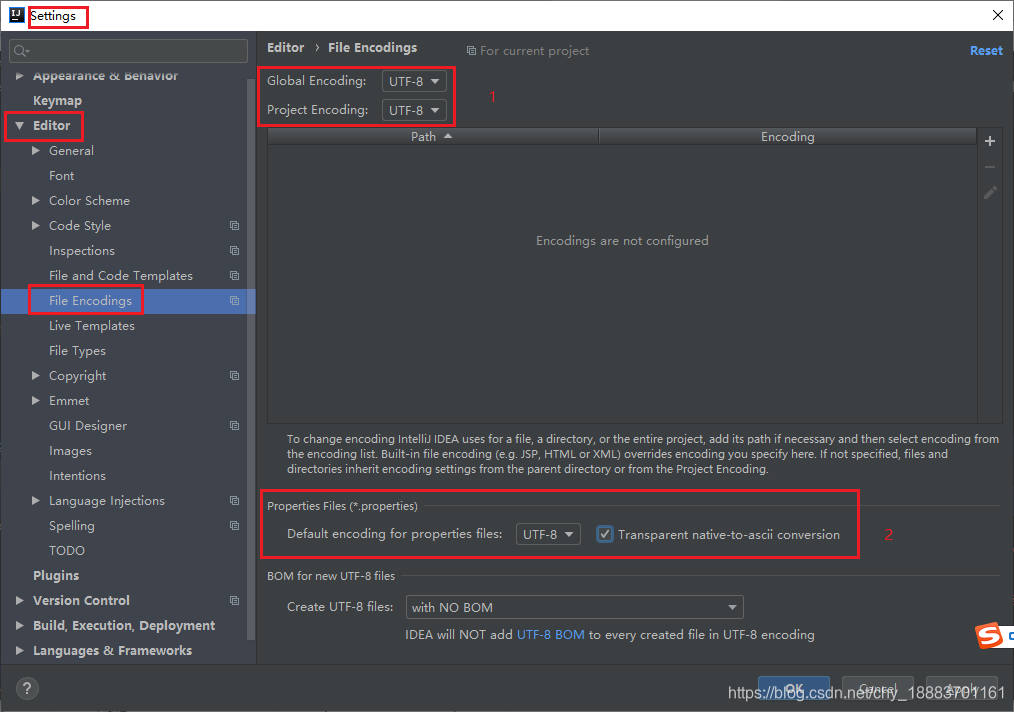 Settings
Editor › File Encodings
For current project
Reset
Appearance & Behavior
Keymap
Editor
General
Font
Color Scheme
Code Style
Inspections
File and Code Templates
File Encodings
Live Templates
File Types
Copyright
Emmet
GUI Designer
Images
Intentions
Language Injections
Spelling
TODO
Plugins
Version Control
Build, Execution, Deployment
Languages & Frameworks
Global Encoding: UTF-8
1
Project Encoding: UTF-8
Path Encoding
Encodings are not configured
To change encoding IntelliJ IDEA uses for a file, a directory, or the entire project, add its path if necessary and then select encoding from
the encoding list. Built-in file encoding (e.g. JSP, HTML or XML) overrides encoding you specify here. If not specified, files and
directories inherit encoding settings from the parent directory or from the Project Encoding.
Properties Files (*.properties)
Default encoding for properties files: UTF-8 Transparent native-to-ascii conversion
2
BOM for new UTF-8 files
Create UTF-8 files: with NO BOM
IDEA will NOT add UTF-8 BOM to every created file in UTF-8 encoding
?
OK Cancel Apply